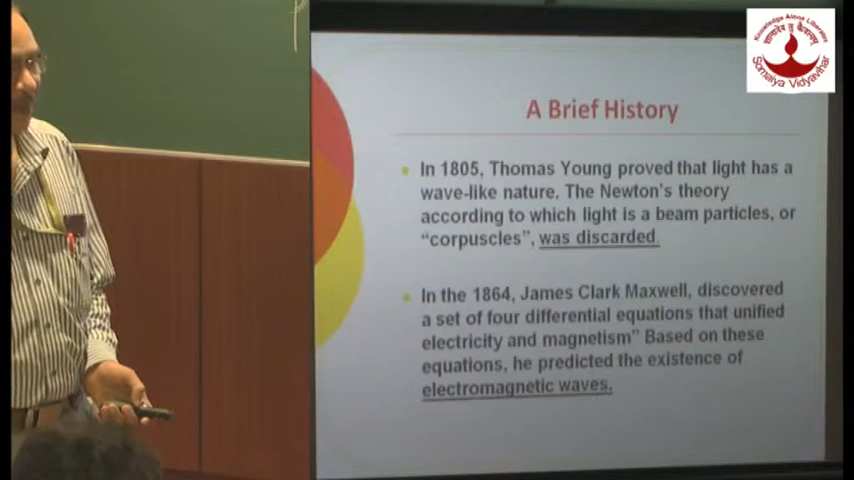 Knowledge Alone Liberates
Somaiya Vidyavihar
A Brief History
In 1805, Thomas Young proved that light has a
wave-like nature. The Newton's theory
according to which light is a beam particles, or
"corpuscles", was discarded.
In the 1864, James Clark Maxwell, discovered
a set of four differential equations that unified
electricity and magnetism" Based on these
equations, he predicted the existence of
electromagnetic waves.